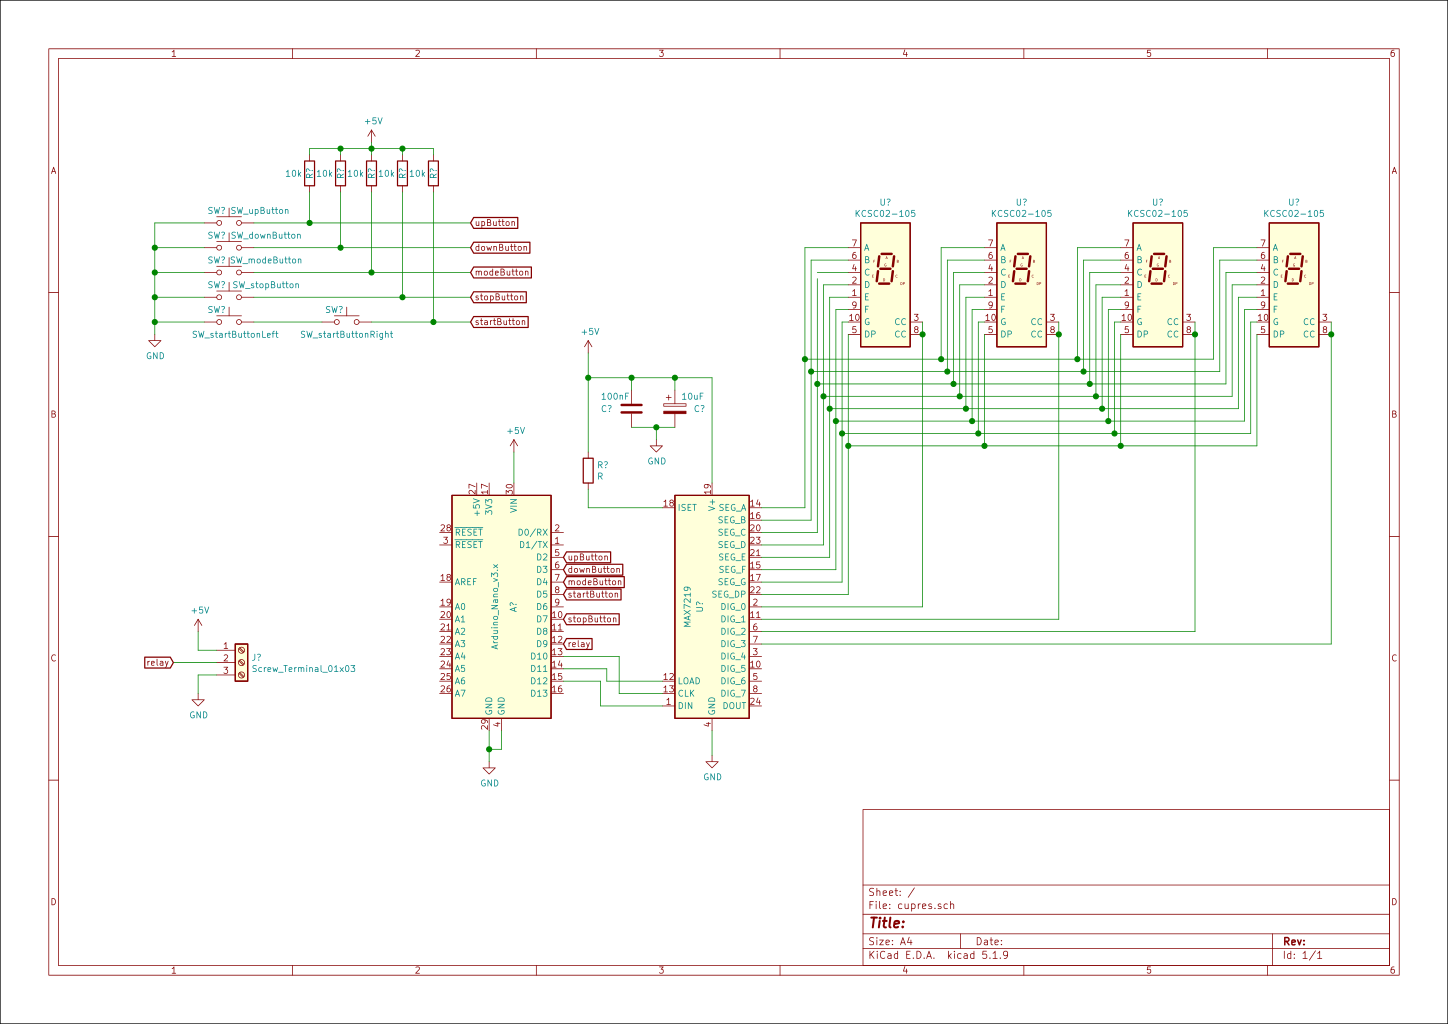 1 2 3 4 5 6
A A
B B
C C
D D
1 2 3 4 5 6
+5V
10k R? 10k R? 10k R? 10k R? 10k R?
SW? SW_upButton
upButton
SW? SW_downButton
downButton
SW? SW_modeButton
modeButton
SW? SW_stopButton
stopButton
SW? SW?
startButton
SW_startButtonLeft SW_startButtonRight
GND
U? U? U? U?
KCSC02-105 KCSC02-105 KCSC02-105 KCSC02-105
7 A 7 A 7 A 7 A
6 B 6 B 6 B 6 B
4 C 4 C 4 C 4 C
2 D 2 D 2 D 2 D
1 E 1 E 1 E 1 E
9 F 9 F 9 F 9 F
10 G CC 3 10 G CC 3 10 G CC 3 10 G CC 3
5 DP CC 8 5 DP CC 8 5 DP CC 8 5 DP CC 8
+5V
100nF + 10uF
C? C?
GND
R?
R
+5V
27 17 30
+5V 3V3 VIN
28 RESET D0/RX 2
3 RESET D1/TX 1
D2 5 upButton
D3 6 downButton
18 AREF D4 7 modeButton
D5 8 startButton
19 A0 D6 9
20 A1 D7 10 stopButton
21 A2 D8 11
22 A3 D9 12 relay
23 A4 D10 13
24 A5 D11 14
25 A6 D12 15
26 A7 D13 16
Arduino_Nano_v3.x
A?
GND GND
29 4
GND
19
V+
18 ISET SEG_A 14
SEG_B 16
SEG_C 20
SEG_D 23
SEG_E 21
SEG_F 15
SEG_G 17
SEG_DP 22
DIG_0 2
DIG_1 11
DIG_2 6
DIG_3 7
DIG_4 3
DIG_5 10
12 LOAD DIG_6 5
13 CLK DIG_7 8
1 DIN DOUT 24
MAX7219
U?
GND
4
GND
+5V
1 J?
relay 2 Screw_Terminal_01x03
3
GND
Sheet: /
File: cupres.sch
Title:
Size: A4 Date: Rev:
KiCad E.D.A. kicad 5.1.9 Id: 1/1